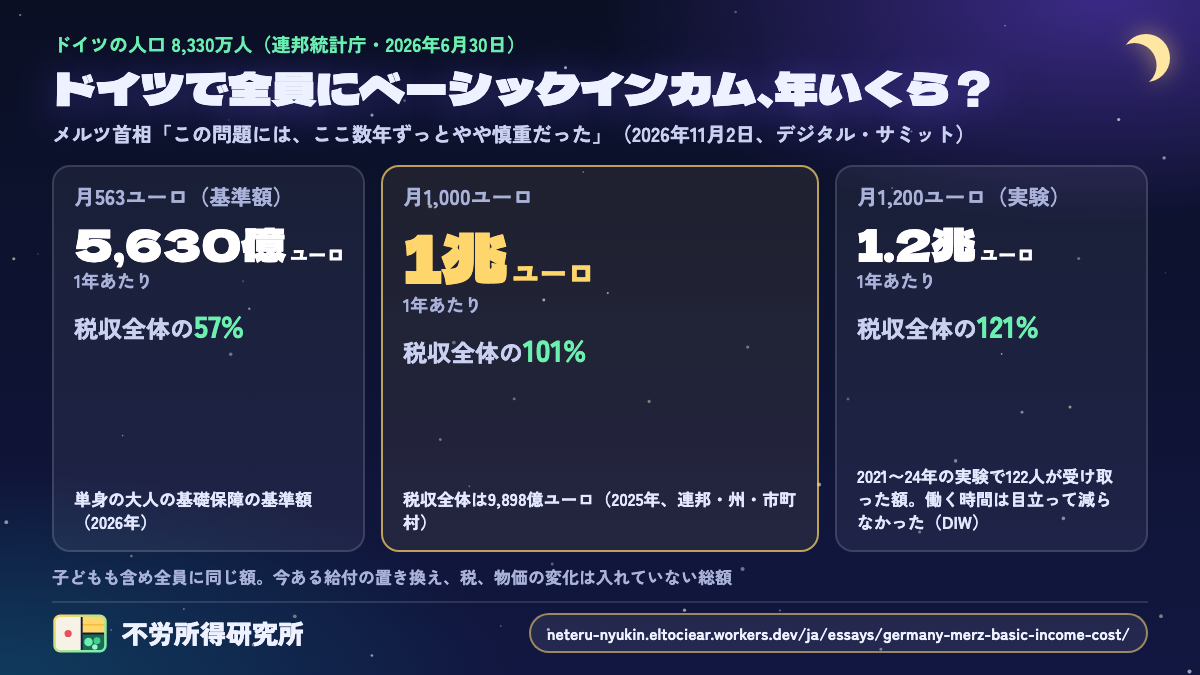 ドイツの人口 8,330万人（連邦統計庁・2026年6月30日）
ドイツで全員にベーシックインカム、年いくら？
メルツ首相「この問題には、ここ数年ずっとやや慎重だった」（2026年11月2日、デジタル・サミット）
月563ユーロ（基準額）
5,630億ユーロ
1年あたり
税収全体の57%
単身の大人の基礎保障の基準額
（2026年）
月1,000ユーロ
1兆ユーロ
1年あたり
税収全体の101%
税収全体は9,898億ユーロ（2025年、連邦・州・市町
村）
月1,200ユーロ（実験）
1.2兆ユーロ
1年あたり
税収全体の121%
2021〜24年の実験で122人が受け取
った額。働く時間は目立って減ら
なかった（DIW）
子どもも含め全員に同じ額。今ある給付の置き換え、税、物価の変化は入れていない総額
不労所得研究所
neteru-nyukin.eltociear.workers.dev/ja/essays/germany-merz-basic-income-cost/